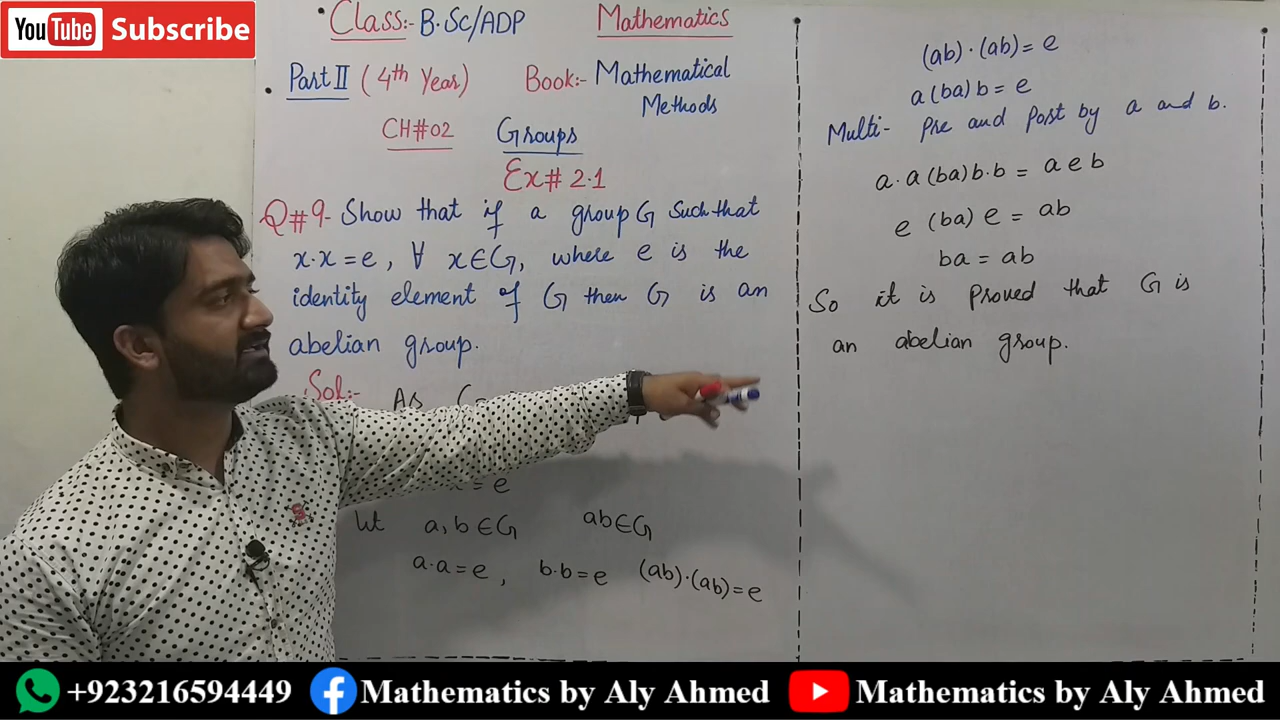 YouTube Subscribe
Class:- B.Sc/ADP Mathematics
Part II (4th Year) Book:- Mathematical
Methods
CH#02 Groups
Ex# 2.1
Q#9- Show that if a group G Such that
x.x = e, ∀ x∈G, where e is the
identity element of G then G is an
abelian group.
Sol:- As
= e
let a,b ∈G ab∈G
a.a = e, b.b = e (ab).(ab) = e
(ab).(ab) = e
a(ba)b = e
Multi- Pre and Post by a and b.
a.a(ba)b.b = a e b
e (ba) e = ab
ba = ab
So it is Proved that G is
an abelian group.
+923216594449 Mathematics by Aly Ahmed Mathematics by Aly Ahmed